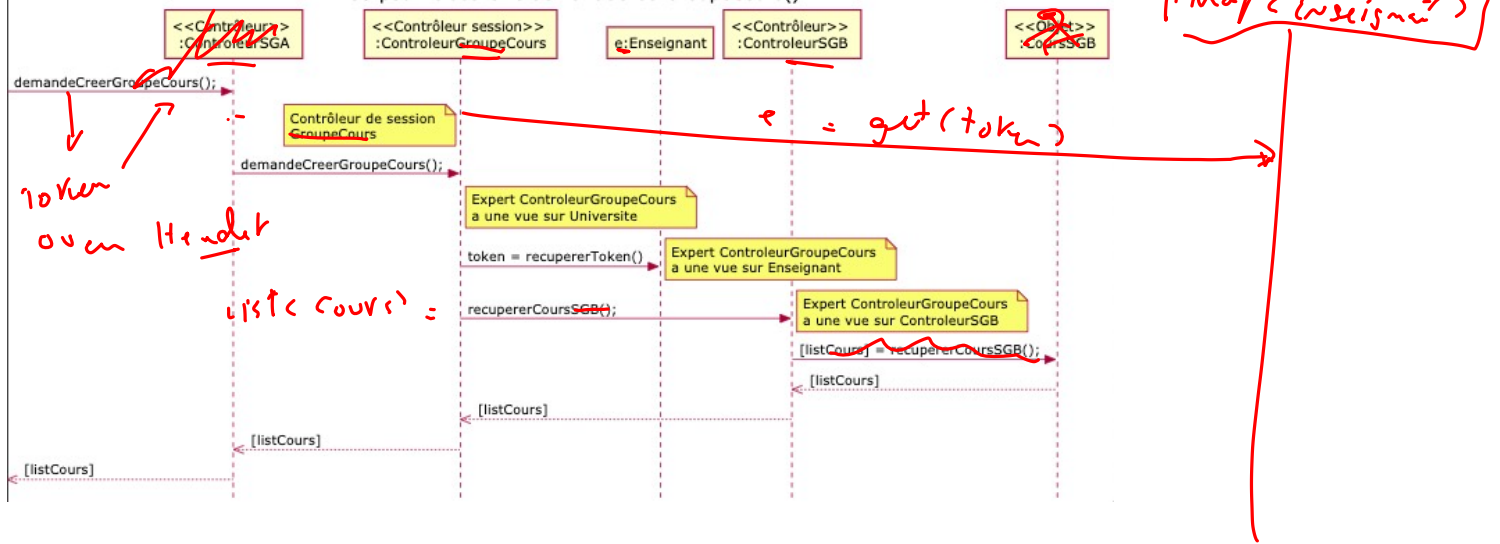 <<Contrôleur>>
:ControleurSGA
<<Contrôleur session>>
:ControleurGroupeCours
e:Enseignant
<<Contrôleur>>
:ControleurSGB
<<Objet>>
:CoursSGB
Map<Enseignant>
demandeCreerGroupeCours();
Contrôleur de session
GroupeCours
e = get(token)
demandeCreerGroupeCours();
Token
Header
Expert ControleurGroupeCours
a une vue sur Universite
token = recupererToken()
Expert ControleurGroupeCours
a une vue sur Enseignant
List< Cours> =
recupererCoursSGB();
Expert ControleurGroupeCours
a une vue sur ControleurSGB
[listCours] = recupererCoursSGB();
[listCours]
[listCours]
[listCours]
[listCours]